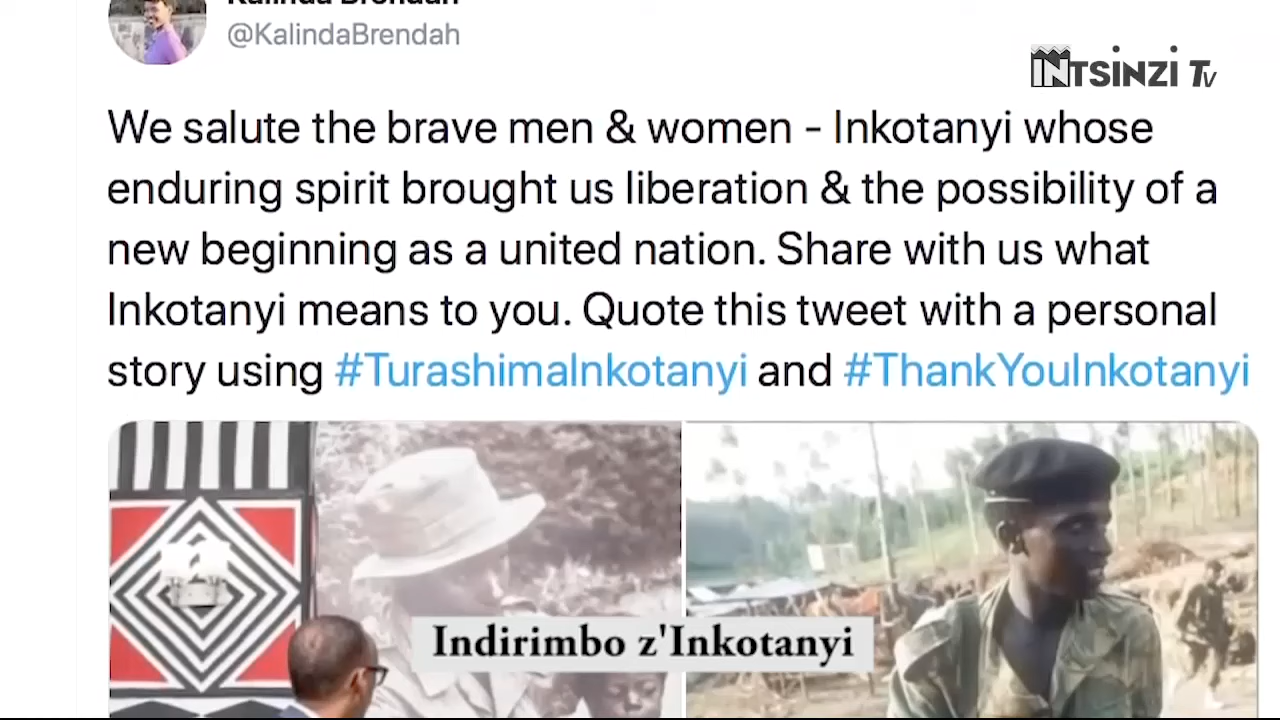 Kalinda Brendah
@KalindaBrendah
INTSINZI TV
We salute the brave men & women - Inkotanyi whose
enduring spirit brought us liberation & the possibility of a
new beginning as a united nation. Share with us what
Inkotanyi means to you. Quote this tweet with a personal
story using #TurashimaInkotanyi and #ThankYouInkotanyi
Indirimbo z'Inkotanyi